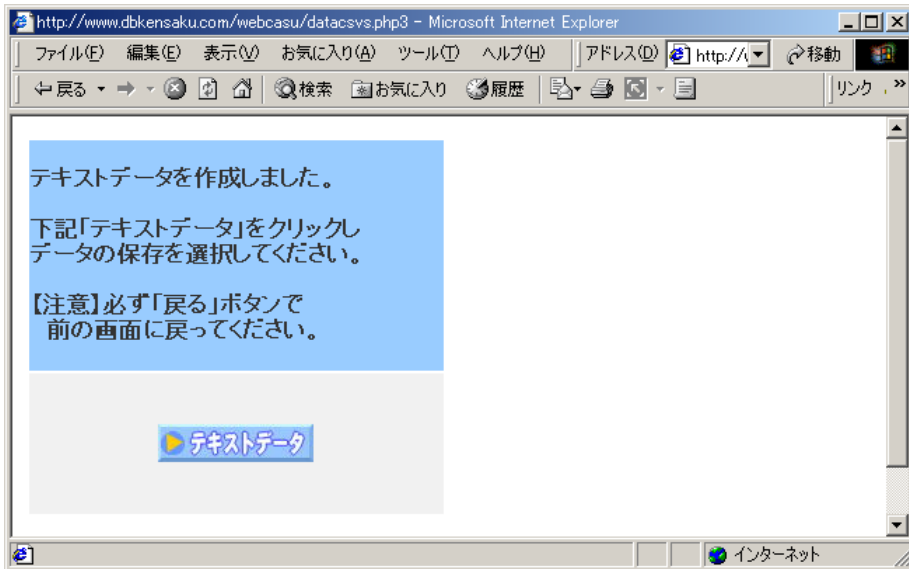 http://www.dbkensaku.com/webcasu/datacsvs.php3 - Microsoft Internet Explorer
ファイル(F) 編集(E) 表示(V) お気に入り(A) ツール(T) ヘルプ(H) アドレス(D) http:// 移動
戻る 検索 お気に入り 履歴 リンク »
テキストデータを作成しました。
下記「テキストデータ」をクリックし
データの保存を選択してください。
【注意】必ず「戻る」ボタンで
前の画面に戻ってください。
テキストデータ
インターネット